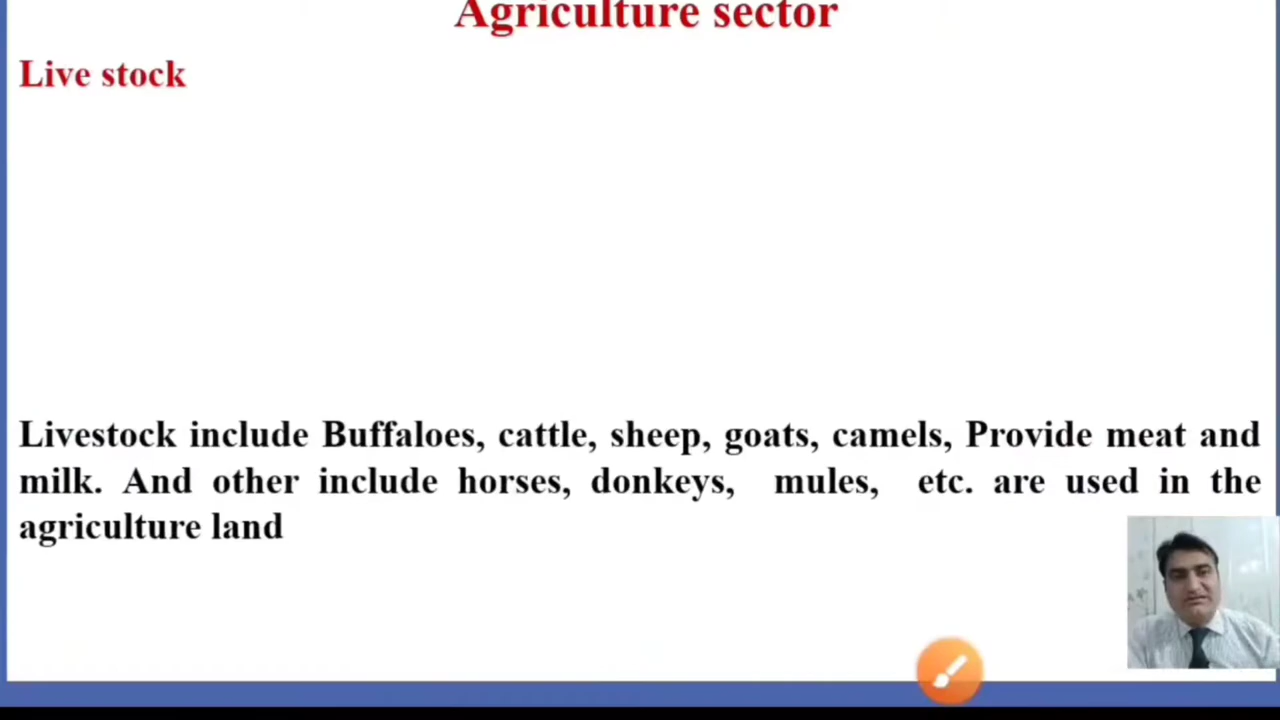 Agriculture sector
Live stock
Livestock include Buffaloes, cattle, sheep, goats, camels, Provide meat and
milk. And other include horses, donkeys, mules, etc. are used in the
agriculture land